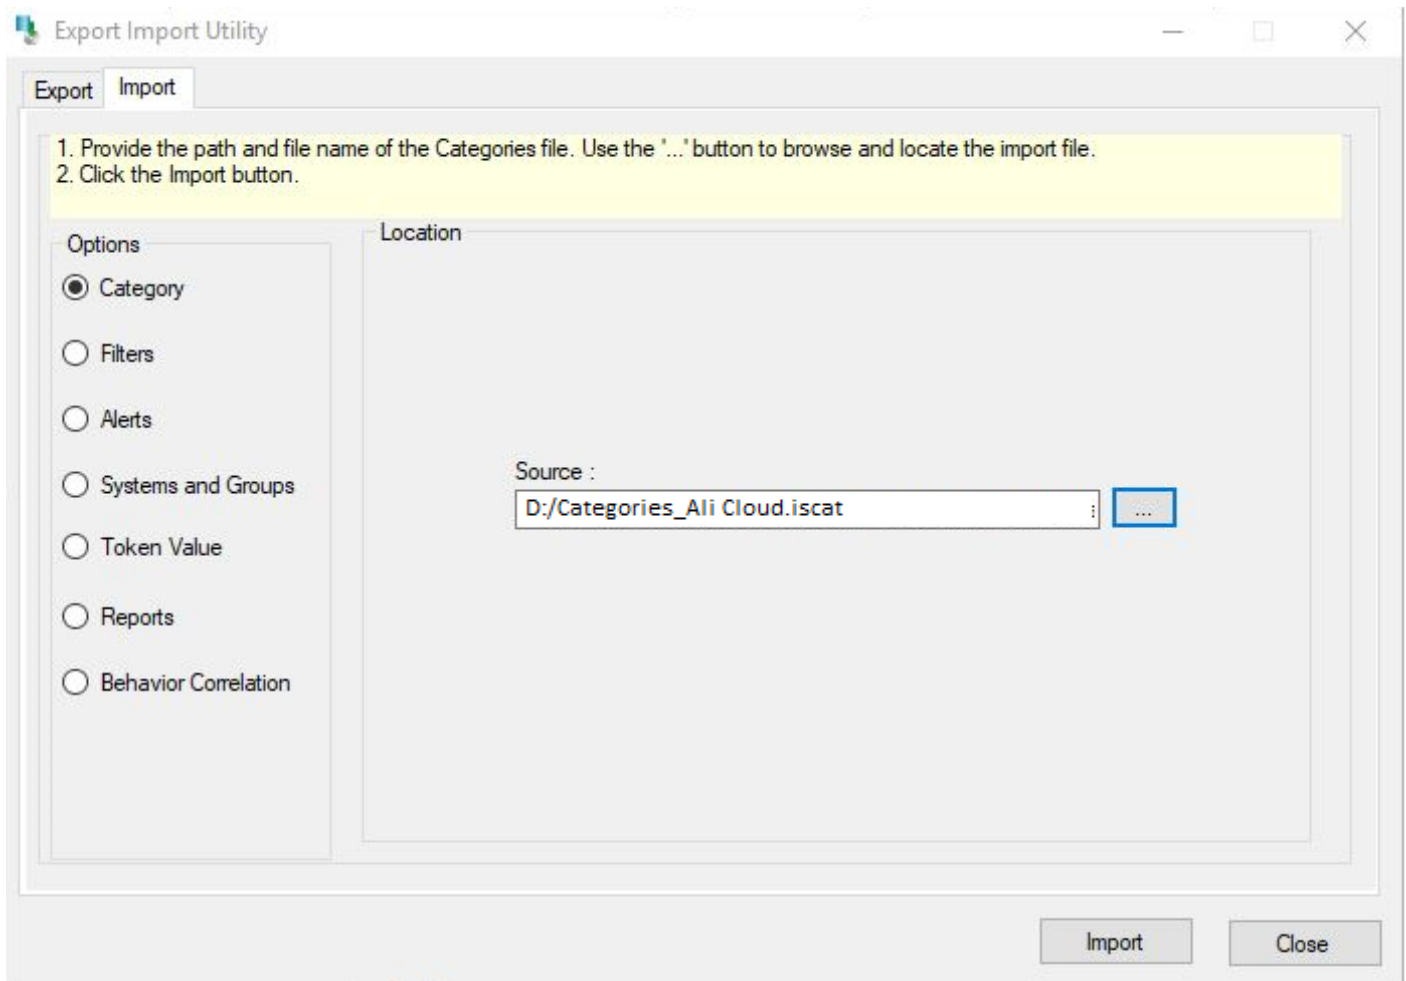 Export Import Utility
Export Import
1. Provide the path and file name of the Categories file. Use the '...' button to browse and locate the import file.
2. Click the Import button.
Options
Category
Filters
Alerts
Systems and Groups
Token Value
Reports
Behavior Correlation
Location
Source :
D:/Categories_Ali Cloud.iscat ...
Import Close